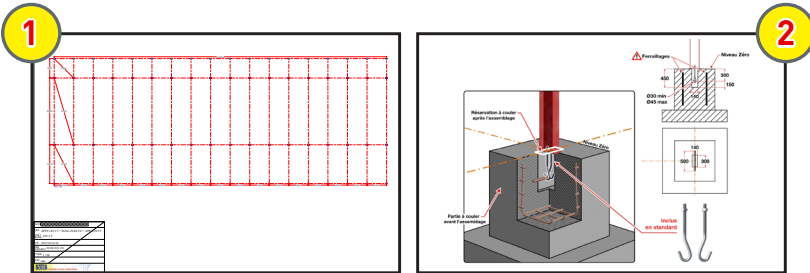 1
2
Ferraillages
Niveau Zéro
450
300
150
140
Ø30 min
Ø45 max
Réservation à couler
après l'assemblage
Niveau Zéro
140
500
300
Partie à couler
avant l'assemblage
inclus
en standard